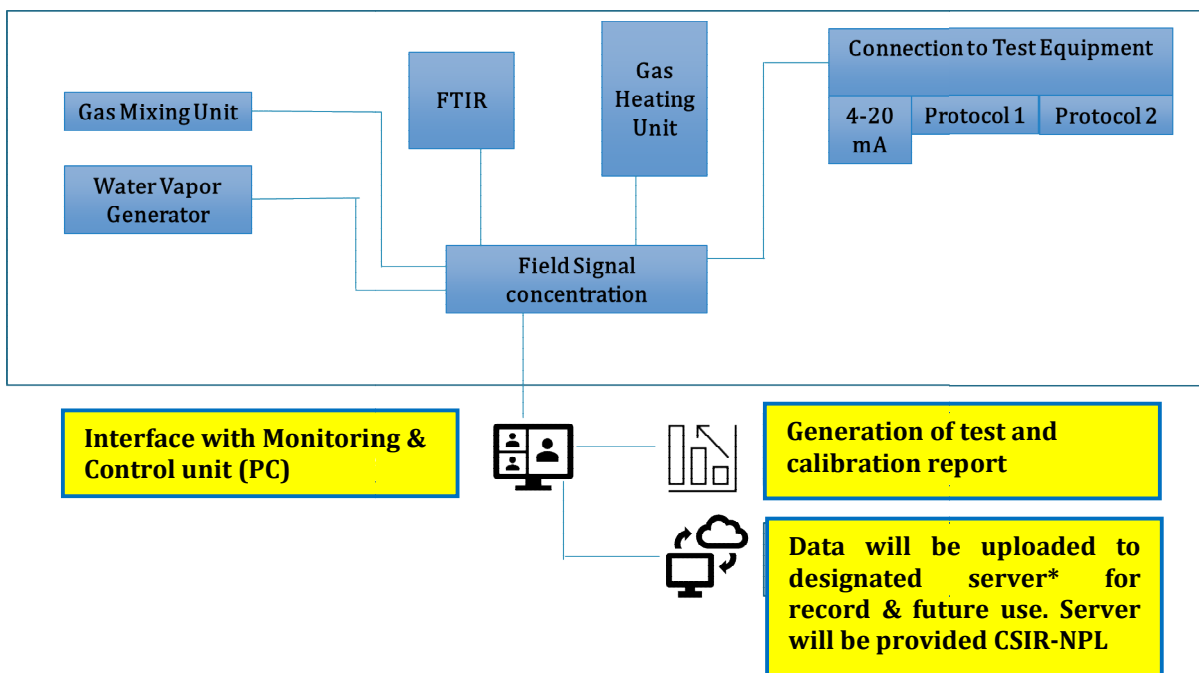 Gas Mixing Unit
Water Vapor
Generator
FTIR
Gas
Heating
Unit
Connection to Test Equipment
4-20
mA
Protocol 1
Protocol 2
Field Signal
concentration
Interface with Monitoring &
Control unit (PC)
Generation of test and
calibration report
Data will be uploaded to
designated server* for
record & future use. Server
will be provided CSIR-NPL